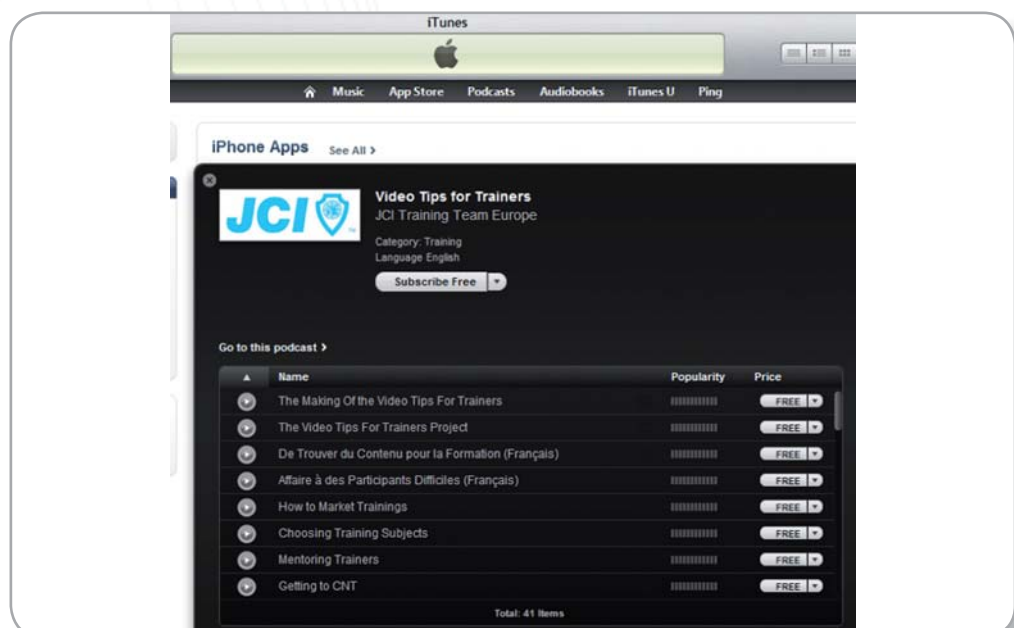 iTunes
Music App Store Podcasts Audiobooks iTunes U Ping
iPhone Apps See All >
JCI
Video Tips for Trainers
JCI Training Team Europe
Category: Training
Language English
Subscribe Free
Go to this podcast >
Name Popularity Price
The Making Of the Video Tips For Trainers FREE
The Video Tips For Trainers Project FREE
De Trouver du Contenu pour la Formation (Français) FREE
Affaire à des Participants Difficiles (Français) FREE
How to Market Trainings FREE
Choosing Training Subjects FREE
Mentoring Trainers FREE
Getting to CNT FREE
Total: 41 Items